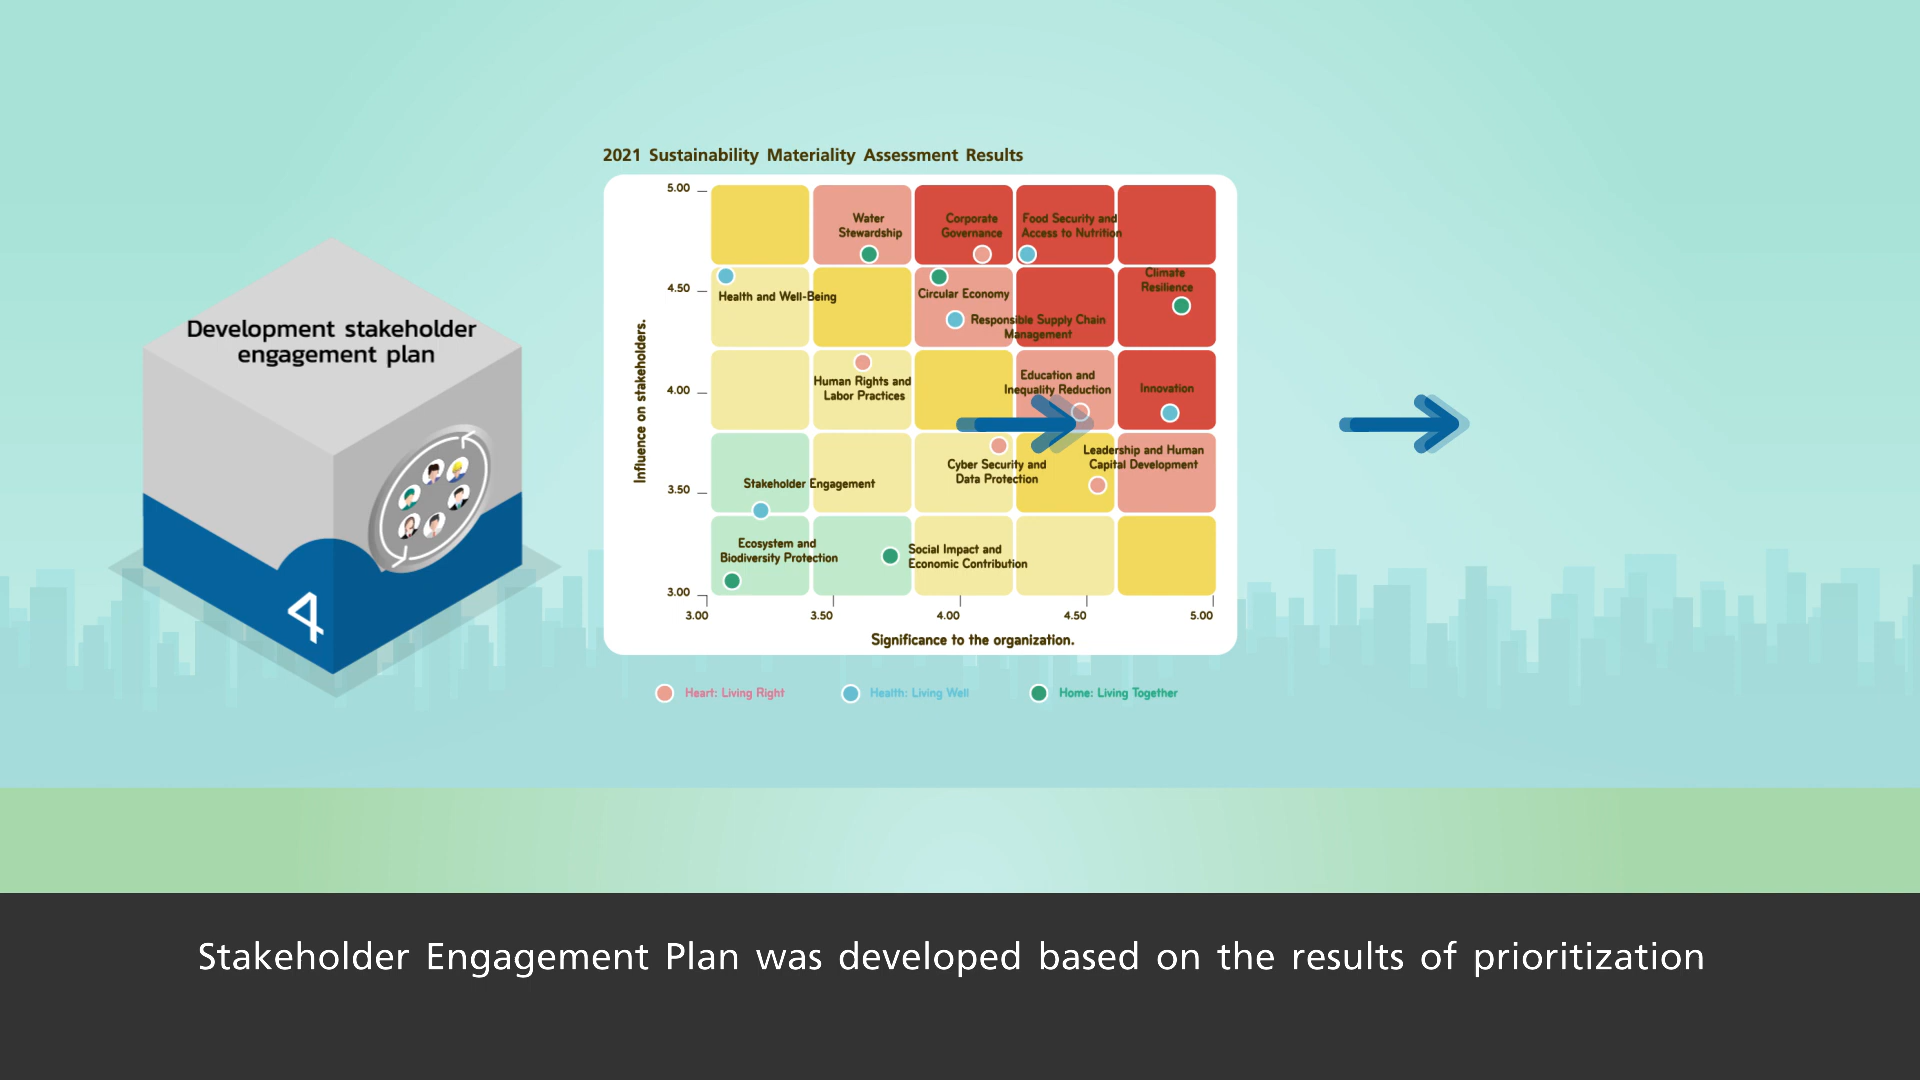 2021 Sustainability Materiality Assessment Results
Development stakeholder
engagement plan
4
Influence on stakeholders.
5.00
4.50
4.00
3.50
3.00
Water
Stewardship
Corporate
Governance
Food Security and
Access to Nutrition
Health and Well-Being
Circular Economy
Climate
Resilience
Responsible Supply Chain
Management
Human Rights and
Labor Practices
Education and
Inequality Reduction
Innovation
Stakeholder Engagement
Cyber Security and
Data Protection
Leadership and Human
Capital Development
Ecosystem and
Biodiversity Protection
Social Impact and
Economic Contribution
3.00 3.50 4.00 4.50 5.00
Significance to the organization.
Heart: Living Right
Health: Living Well
Home: Living Together
Stakeholder Engagement Plan was developed based on the results of prioritization